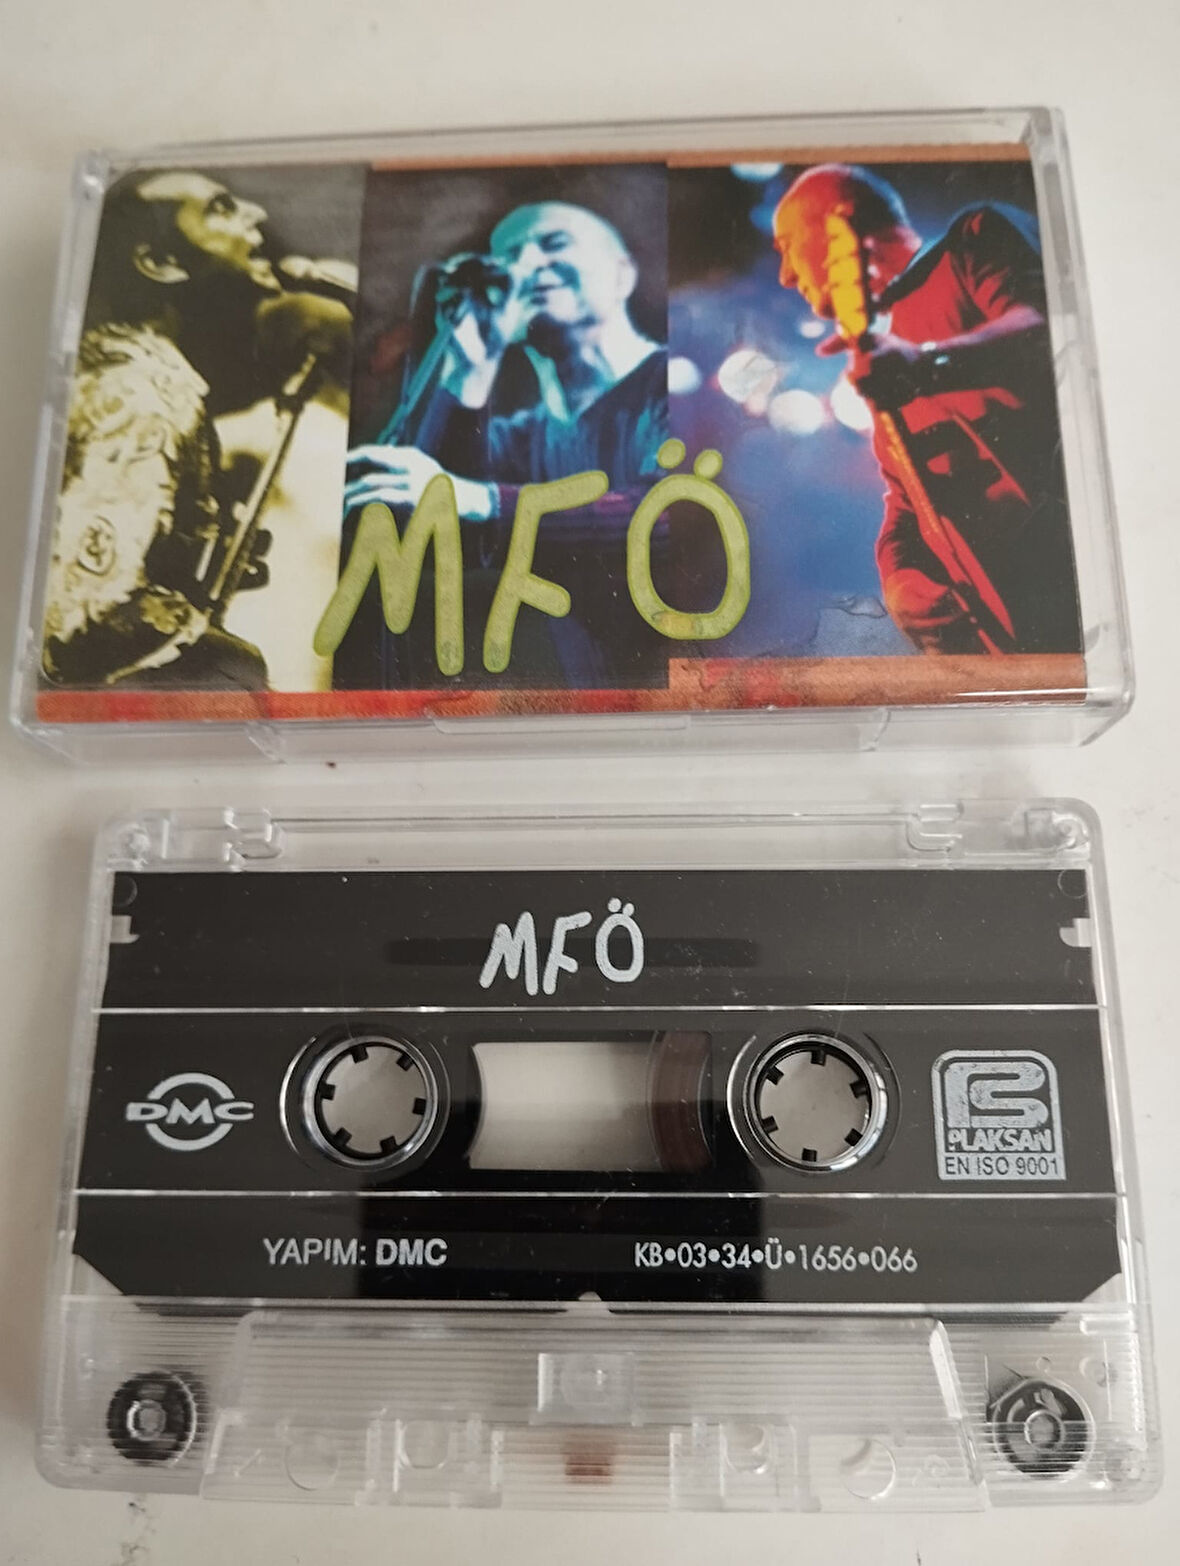 MFÖ
MFÖ
DMC
PLAKSAN
EN ISO 9001
YAPIM: DMC
KB•03•34•Ü•1656•066